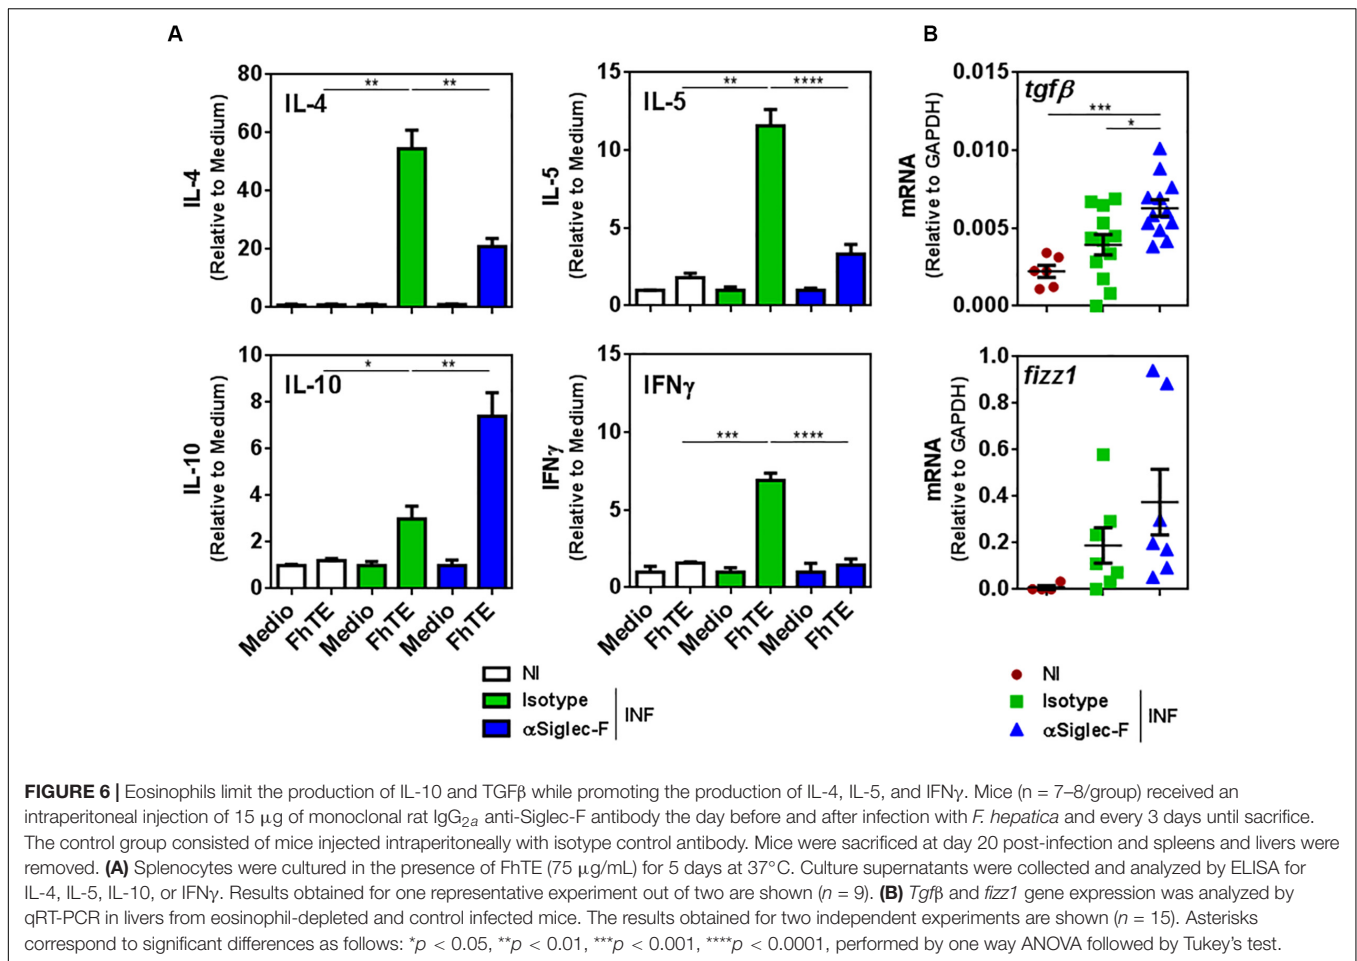 A
B
80
60
40
20
0
IL-4
(Relative to Medium)
IL-4
** **
15
10
5
0
IL-5
(Relative to Medium)
IL-5
** ****
0.015
0.010
0.005
0.000
mRNA
(Relative to GAPDH)
tgfβ
***
*
10
8
6
4
2
0
IL-10
(Relative to Medium)
IL-10
* **
Medio FhTE Medio FhTE Medio FhTE
15
10
5
0
IFNγ
(Relative to Medium)
IFNγ
*** ****
Medio FhTE Medio FhTE Medio FhTE
1.0
0.8
0.6
0.4
0.2
0.0
mRNA
(Relative to GAPDH)
fizz1
NI
Isotype
αSiglec-F
INF
NI
Isotype
αSiglec-F
INF
FIGURE 6 | Eosinophils limit the production of IL-10 and TGFβ while promoting the production of IL-4, IL-5, and IFNγ. Mice (n = 7–8/group) received an
intraperitoneal injection of 15 μg of monoclonal rat IgG2a anti-Siglec-F antibody the day before and after infection with F. hepatica and every 3 days until sacrifice.
The control group consisted of mice injected intraperitoneally with isotype control antibody. Mice were sacrificed at day 20 post-infection and spleens and livers were
removed. (A) Splenocytes were cultured in the presence of FhTE (75 μg/mL) for 5 days at 37°C. Culture supernatants were collected and analyzed by ELISA for
IL-4, IL-5, IL-10, or IFNγ. Results obtained for one representative experiment out of two are shown (n = 9). (B) Tgfβ and fizz1 gene expression was analyzed by
qRT-PCR in livers from eosinophil-depleted and control infected mice. The results obtained for two independent experiments are shown (n = 15). Asterisks
correspond to significant differences as follows: *p < 0.05, **p < 0.01, ***p < 0.001, ****p < 0.0001, performed by one way ANOVA followed by Tukey's test.